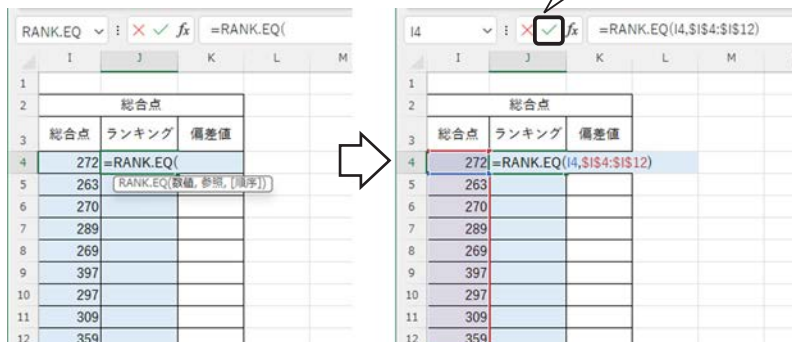 RANK.EQ fx =RANK.EQ(
I J K L M
1
2 総合点
3 総合点 ランキング 偏差値
4 272 =RANK.EQ(
5 263 RANK.EQ(数値, 参照, [順序])
6 270
7 289
8 269
9 397
10 297
11 309
12 359
I4 fx =RANK.EQ(I4,$I$4:$I$12)
I J K L M
1
2 総合点
3 総合点 ランキング 偏差値
4 272 =RANK.EQ(I4,$I$4:$I$12)
5 263
6 270
7 289
8 269
9 397
10 297
11 309
12 359